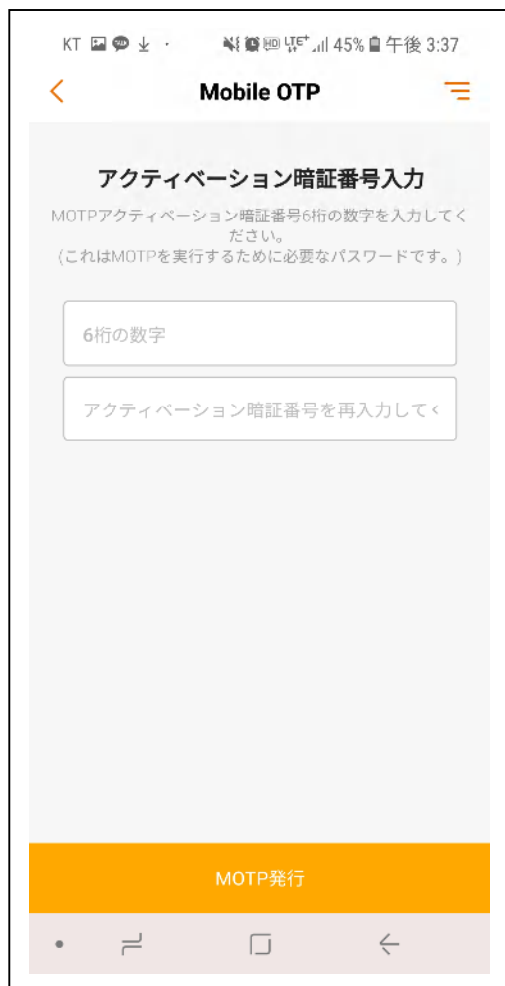 KT 45% 午後 3:37
Mobile OTP
アクティベーション暗証番号入力
MOTPアクティベーション暗証番号6桁の数字を入力してく
ださい。
(これはMOTPを実行するために必要なパスワードです。)
6桁の数字
アクティベーション暗証番号を再入力してく
MOTP発行